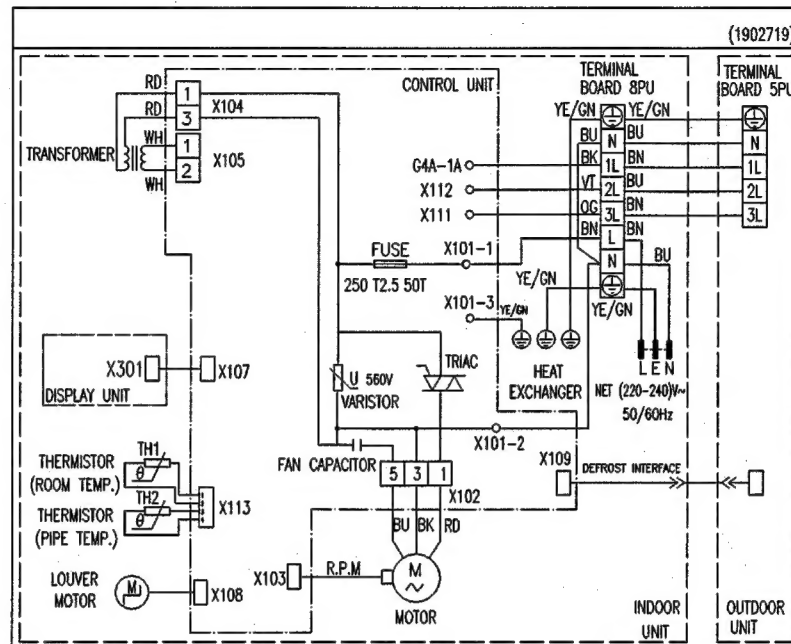 (1902719)
TERMINAL
BOARD 8PU
TERMINAL
BOARD 5PU
CONTROL UNIT
RD
1
RD
3
X104
WH
1
X105
2
WH
TRANSFORMER
YE/GN
YE/GN
BU
N
BU
N
G4A-1A
BK
1L
BN
1L
X112
VT
2L
BU
2L
X111
OG
3L
BN
3L
BN
L
BN
FUSE
X101-1
N
BU
250 T2.5 50T
YE/GN
X101-3
YE/GN
YE/GN
X301
X107
DISPLAY UNIT
U 560V
VARISTOR
TRIAC
HEAT
EXCHANGER
L E N
NET (220-240)V~
50/60Hz
X101-2
FAN CAPACITOR
5 3 1
X102
X109
DEFROST INTERFACE
TH1
θ
THERMISTOR
(ROOM TEMP.)
TH2
θ
THERMISTOR
(PIPE TEMP.)
X113
BU BK RD
LOUVER
MOTOR
M
X108
X103
R.P.M
M
~
MOTOR
INDOOR
UNIT
OUTDOOR
UNIT